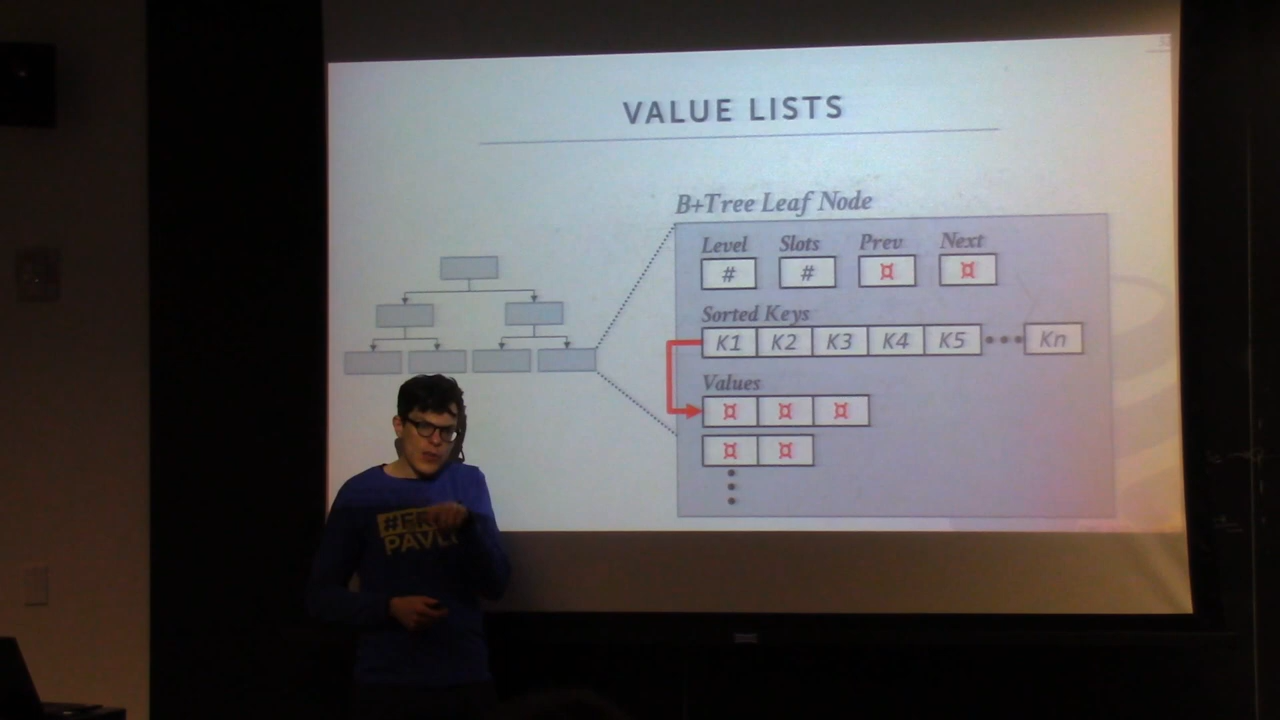 VALUE LISTS
B+Tree Leaf Node
Level Slots Prev Next
# # ¤ ¤
Sorted Keys
K1 K2 K3 K4 K5 ••• Kn
Values
¤ ¤ ¤
¤ ¤
PAVL